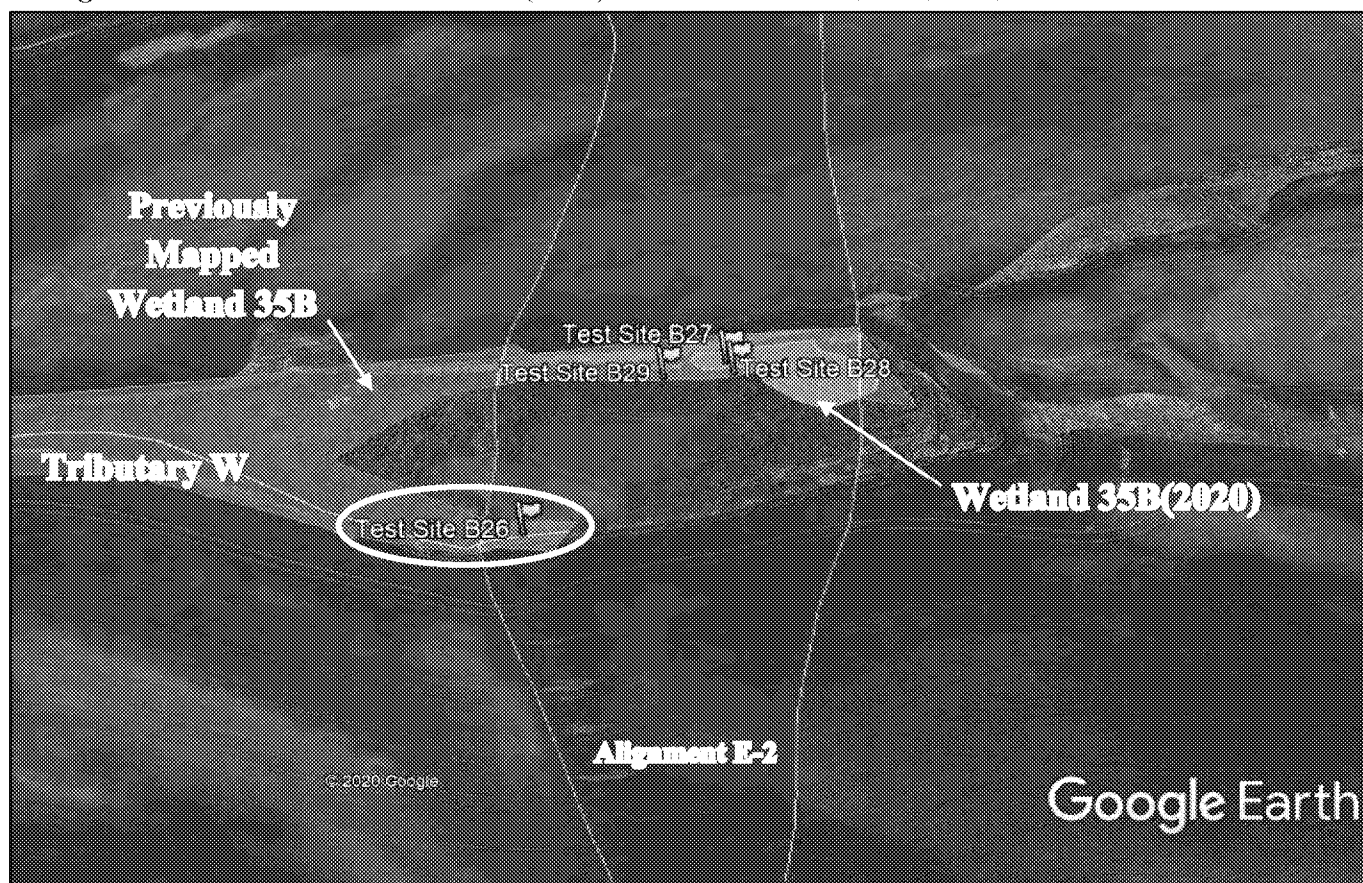 Previously
Mapped
Wetland 35B
Test Site B27
Test Site B29
Test Site B28
Tributary W
Wetland 35B(2020)
Test Site B26
Alignment E-2
© 2020 Google
Google Earth